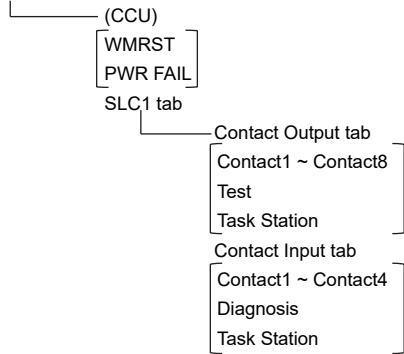 (CCU)
WMRST
PWR FAIL
SLC1 tab
Contact Output tab
Contact1 ~ Contact8
Test
Task Station
Contact Input tab
Contact1 ~ Contact4
Diagnosis
Task Station